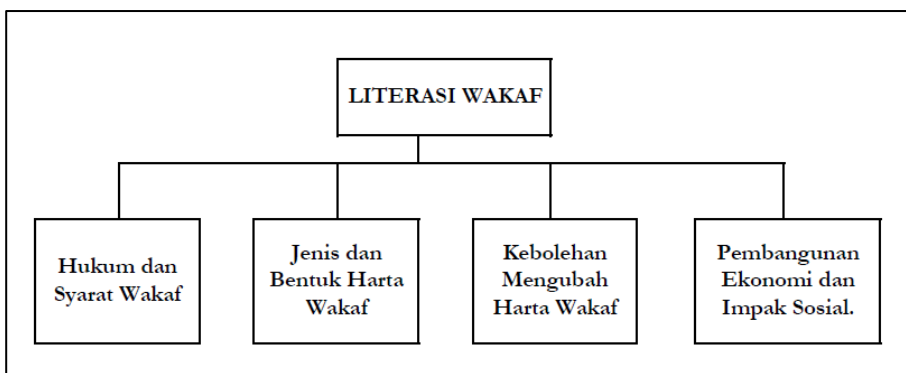 LITERASI WAKAF
Hukum dan
Syarat Wakaf
Jenis dan
Bentuk Harta
Wakaf
Kebolehan
Mengubah
Harta Wakaf
Pembangunan
Ekonomi dan
Impak Sosial.